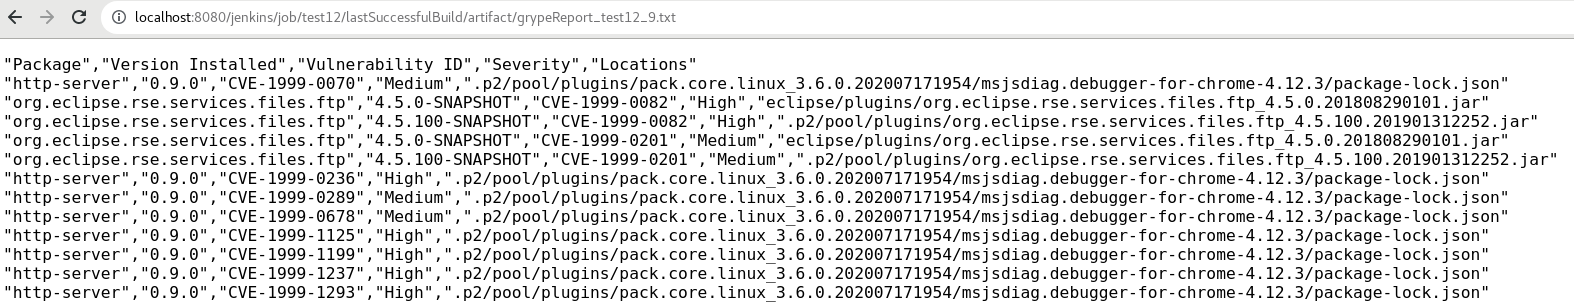 localhost:8080/jenkins/job/test12/lastSuccessfulBuild/artifact/grypeReport_test12_9.txt
"Package","Version Installed","Vulnerability ID","Severity","Locations"
"http-server","0.9.0","CVE-1999-0070","Medium",".p2/pool/plugins/pack.core.linux_3.6.0.202007171954/msjsdiag.debugger-for-chrome-4.12.3/package-lock.json"
"org.eclipse.rse.services.files.ftp","4.5.0-SNAPSHOT","CVE-1999-0082","High","eclipse/plugins/org.eclipse.rse.services.files.ftp_4.5.0.201808290101.jar"
"org.eclipse.rse.services.files.ftp","4.5.100-SNAPSHOT","CVE-1999-0082","High",".p2/pool/plugins/org.eclipse.rse.services.files.ftp_4.5.100.201901312252.jar"
"org.eclipse.rse.services.files.ftp","4.5.0-SNAPSHOT","CVE-1999-0201","Medium","eclipse/plugins/org.eclipse.rse.services.files.ftp_4.5.0.201808290101.jar"
"org.eclipse.rse.services.files.ftp","4.5.100-SNAPSHOT","CVE-1999-0201","Medium",".p2/pool/plugins/org.eclipse.rse.services.files.ftp_4.5.100.201901312252.jar"
"http-server","0.9.0","CVE-1999-0236","High",".p2/pool/plugins/pack.core.linux_3.6.0.202007171954/msjsdiag.debugger-for-chrome-4.12.3/package-lock.json"
"http-server","0.9.0","CVE-1999-0289","Medium",".p2/pool/plugins/pack.core.linux_3.6.0.202007171954/msjsdiag.debugger-for-chrome-4.12.3/package-lock.json"
"http-server","0.9.0","CVE-1999-0678","Medium",".p2/pool/plugins/pack.core.linux_3.6.0.202007171954/msjsdiag.debugger-for-chrome-4.12.3/package-lock.json"
"http-server","0.9.0","CVE-1999-1125","High",".p2/pool/plugins/pack.core.linux_3.6.0.202007171954/msjsdiag.debugger-for-chrome-4.12.3/package-lock.json"
"http-server","0.9.0","CVE-1999-1199","High",".p2/pool/plugins/pack.core.linux_3.6.0.202007171954/msjsdiag.debugger-for-chrome-4.12.3/package-lock.json"
"http-server","0.9.0","CVE-1999-1237","High",".p2/pool/plugins/pack.core.linux_3.6.0.202007171954/msjsdiag.debugger-for-chrome-4.12.3/package-lock.json"
"http-server","0.9.0","CVE-1999-1293","High",".p2/pool/plugins/pack.core.linux_3.6.0.202007171954/msjsdiag.debugger-for-chrome-4.12.3/package-lock.json"